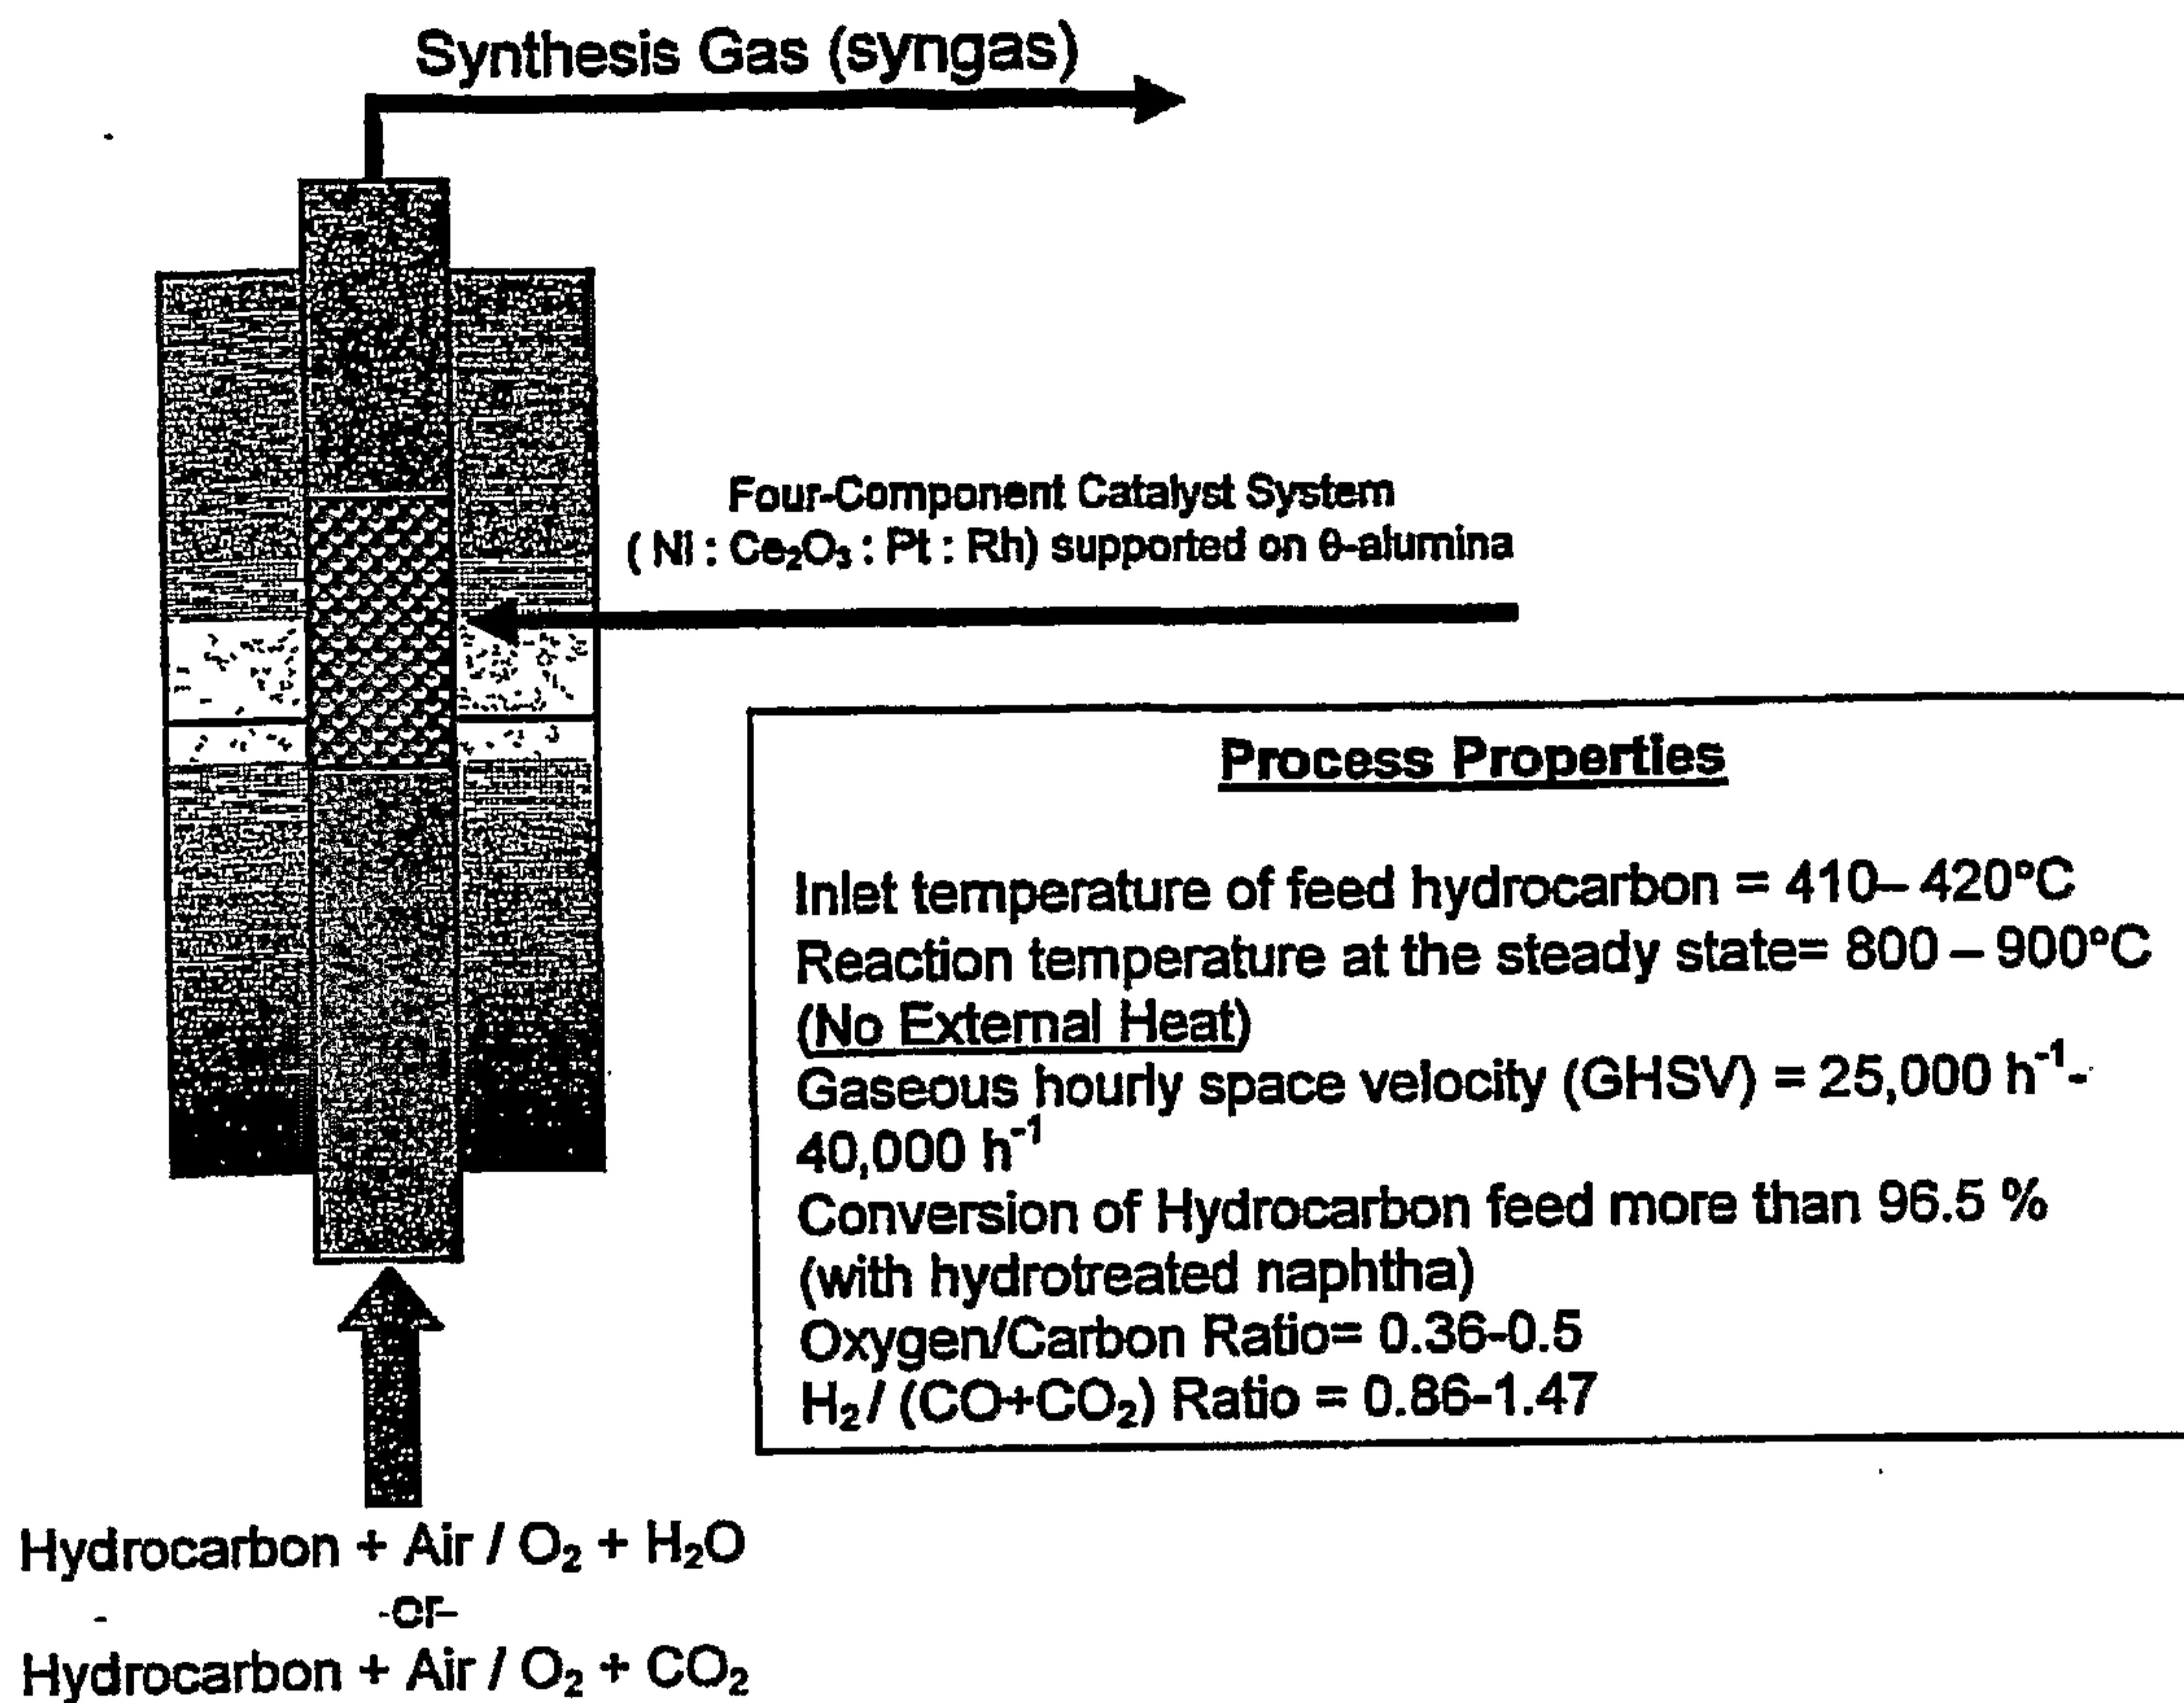 Synthesis Gas (syngas)
Four-Component Catalyst System
( Ni : Ce₂O₃ : Pt : Rh) supported on θ-alumina
Process Properties
Inlet temperature of feed hydrocarbon = 410– 420°C
Reaction temperature at the steady state= 800 – 900°C
(No External Heat)
Gaseous hourly space velocity (GHSV) = 25,000 h⁻¹-
40,000 h⁻¹
Conversion of Hydrocarbon feed more than 96.5 %
(with hydrotreated naphtha)
Oxygen/Carbon Ratio= 0.36-0.5
H₂ / (CO+CO₂) Ratio = 0.86-1.47
Hydrocarbon + Air / O₂ + H₂O
-or-
Hydrocarbon + Air / O₂ + CO₂